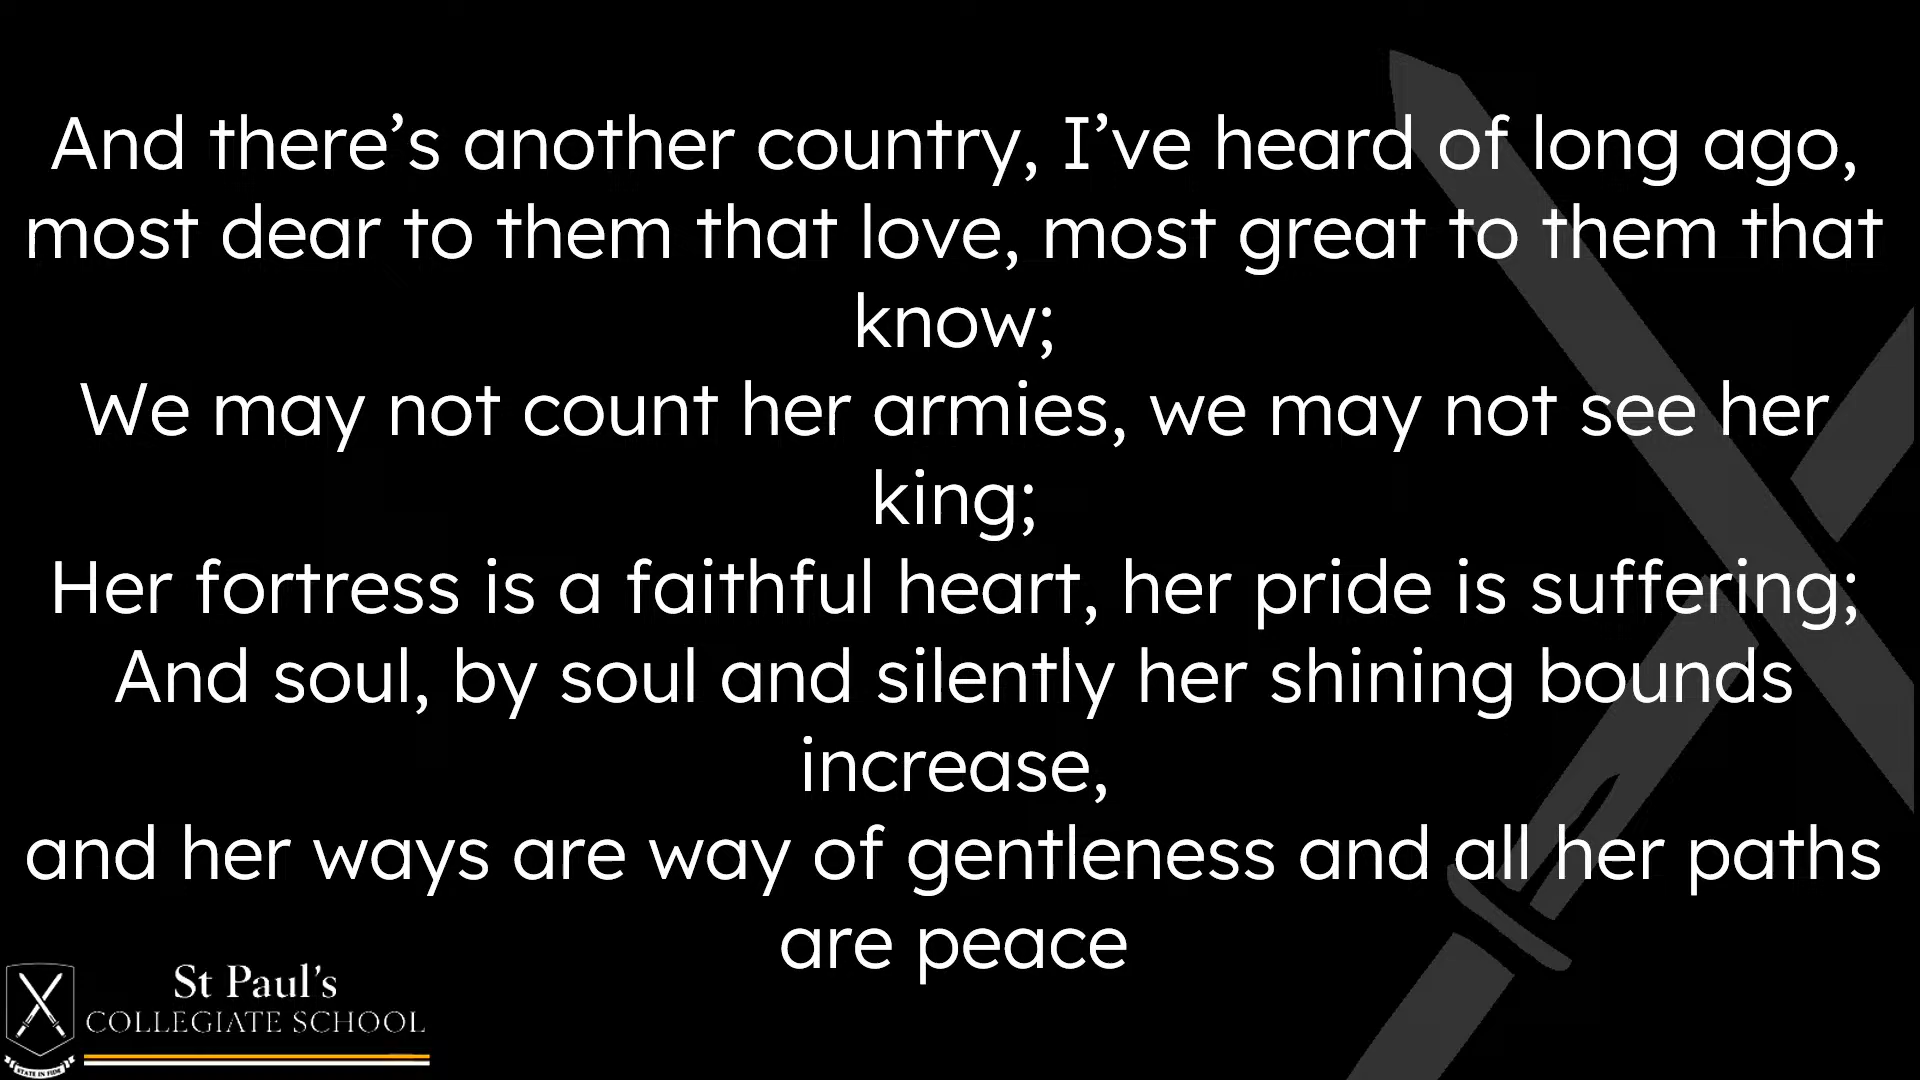 And there’s another country, I’ve heard of long ago,
most dear to them that love, most great to them that
know;
We may not count her armies, we may not see her
king;
Her fortress is a faithful heart, her pride is suffering;
And soul, by soul and silently her shining bounds
increase,
and her ways are way of gentleness and all her paths
are peace
St Paul’s
COLLEGIATE SCHOOL
STATE IN FIDE